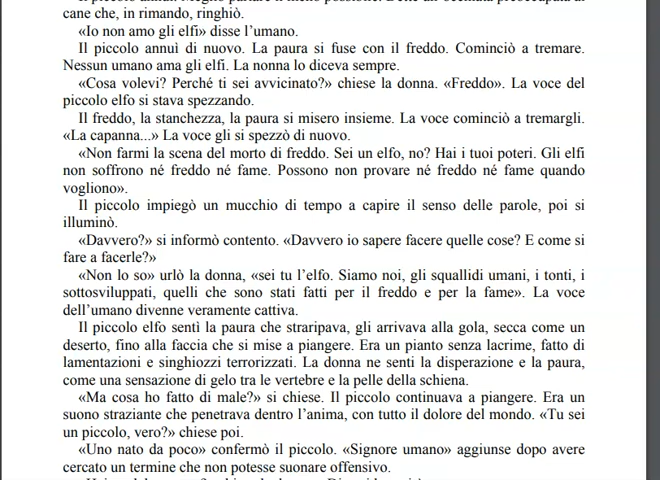 cane che, in rimando, ringhiò.
«Io non amo gli elfi» disse l'umano.
Il piccolo annuì di nuovo. La paura si fuse con il freddo. Cominciò a tremare.
Nessun umano ama gli elfi. La nonna lo diceva sempre.
«Cosa volevi? Perché ti sei avvicinato?» chiese la donna. «Freddo». La voce del
piccolo elfo si stava spezzando.
Il freddo, la stanchezza, la paura si misero insieme. La voce cominciò a tremargli.
«La capanna...» La voce gli si spezzò di nuovo.
«Non farmi la scena del morto di freddo. Sei un elfo, no? Hai i tuoi poteri. Gli elfi
non soffrono né freddo né fame. Possono non provare né freddo né fame quando
vogliono».
Il piccolo impiegò un mucchio di tempo a capire il senso delle parole, poi si
illuminò.
«Davvero?» si informò contento. «Davvero io sapere facere quelle cose? E come si
fare a facerle?»
«Non lo so» urlò la donna, «sei tu l'elfo. Siamo noi, gli squallidi umani, i tonti, i
sottosviluppati, quelli che sono stati fatti per il freddo e per la fame». La voce
dell'umano divenne veramente cattiva.
Il piccolo elfo sentì la paura che straripava, gli arrivava alla gola, secca come un
deserto, fino alla faccia che si mise a piangere. Era un pianto senza lacrime, fatto di
lamentazioni e singhiozzi terrorizzati. La donna ne sentì la disperazione e la paura,
come una sensazione di gelo tra le vertebre e la pelle della schiena.
«Ma cosa ho fatto di male?» si chiese. Il piccolo continuava a piangere. Era un
suono straziante che penetrava dentro l'anima, con tutto il dolore del mondo. «Tu sei
un piccolo, vero?» chiese poi.
«Uno nato da poco» confermò il piccolo. «Signore umano» aggiunse dopo avere
cercato un termine che non potesse suonare offensivo.